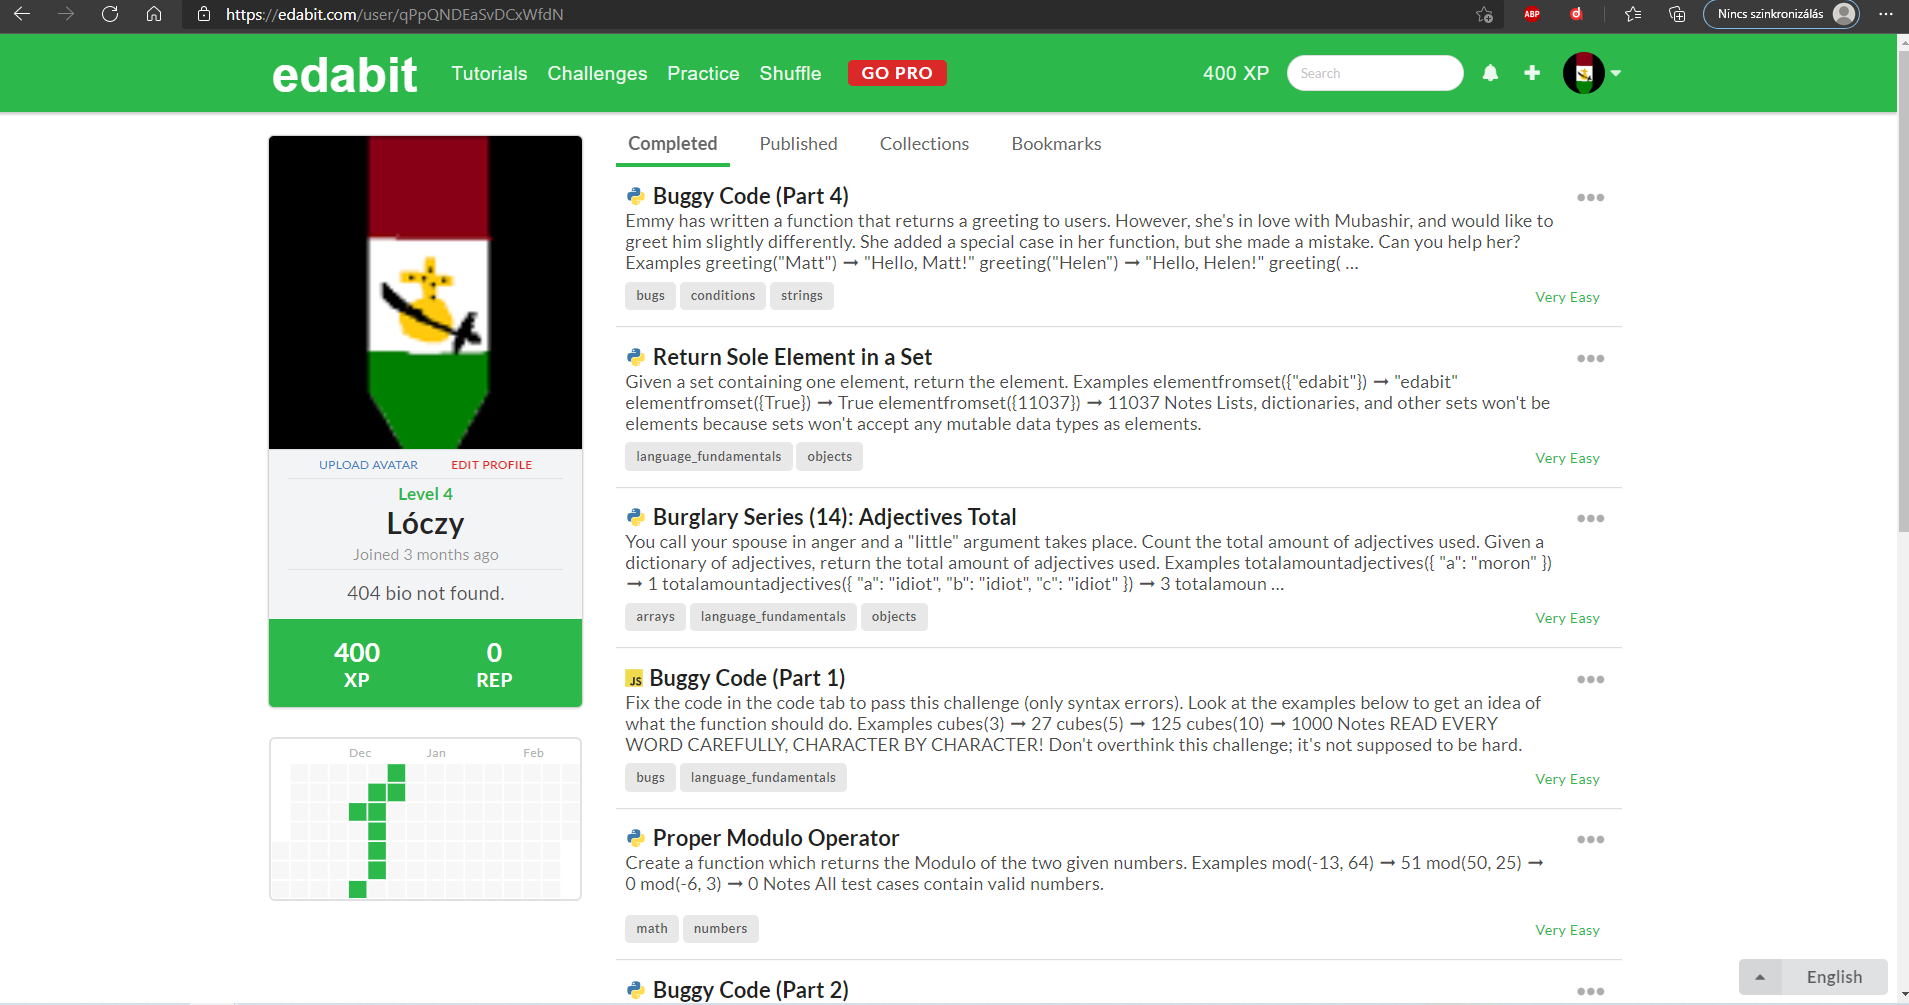 https://edabit.com/user/qPpQNDEaSvDCxWfdN
ABP
Nincs szinkronizálás
edabit
Tutorials Challenges Practice Shuffle GO PRO
400 XP Search
UPLOAD AVATAR EDIT PROFILE
Level 4
Lóczy
Joined 3 months ago
404 bio not found.
400 0
XP REP
Dec Jan Feb
Completed Published Collections Bookmarks
Buggy Code (Part 4)
Emmy has written a function that returns a greeting to users. However, she's in love with Mubashir, and would like to
greet him slightly differently. She added a special case in her function, but she made a mistake. Can you help her?
Examples greeting("Matt") ➞ "Hello, Matt!" greeting("Helen") ➞ "Hello, Helen!" greeting( ...
bugs conditions strings
Very Easy
Return Sole Element in a Set
Given a set containing one element, return the element. Examples elementfromset({"edabit"}) ➞ "edabit"
elementfromset({True}) ➞ True elementfromset({11037}) ➞ 11037 Notes Lists, dictionaries, and other sets won't be
elements because sets won't accept any mutable data types as elements.
language_fundamentals objects
Very Easy
Burglary Series (14): Adjectives Total
You call your spouse in anger and a "little" argument takes place. Count the total amount of adjectives used. Given a
dictionary of adjectives, return the total amount of adjectives used. Examples totalamountadjectives({ "a": "moron" })
➞ 1 totalamountadjectives({ "a": "idiot", "b": "idiot", "c": "idiot" }) ➞ 3 totalamoun ...
arrays language_fundamentals objects
Very Easy
JS Buggy Code (Part 1)
Fix the code in the code tab to pass this challenge (only syntax errors). Look at the examples below to get an idea of
what the function should do. Examples cubes(3) ➞ 27 cubes(5) ➞ 125 cubes(10) ➞ 1000 Notes READ EVERY
WORD CAREFULLY, CHARACTER BY CHARACTER! Don't overthink this challenge; it's not supposed to be hard.
bugs language_fundamentals
Very Easy
Proper Modulo Operator
Create a function which returns the Modulo of the two given numbers. Examples mod(-13, 64) ➞ 51 mod(50, 25) ➞
0 mod(-6, 3) ➞ 0 Notes All test cases contain valid numbers.
math numbers
Very Easy
Buggy Code (Part 2)
English